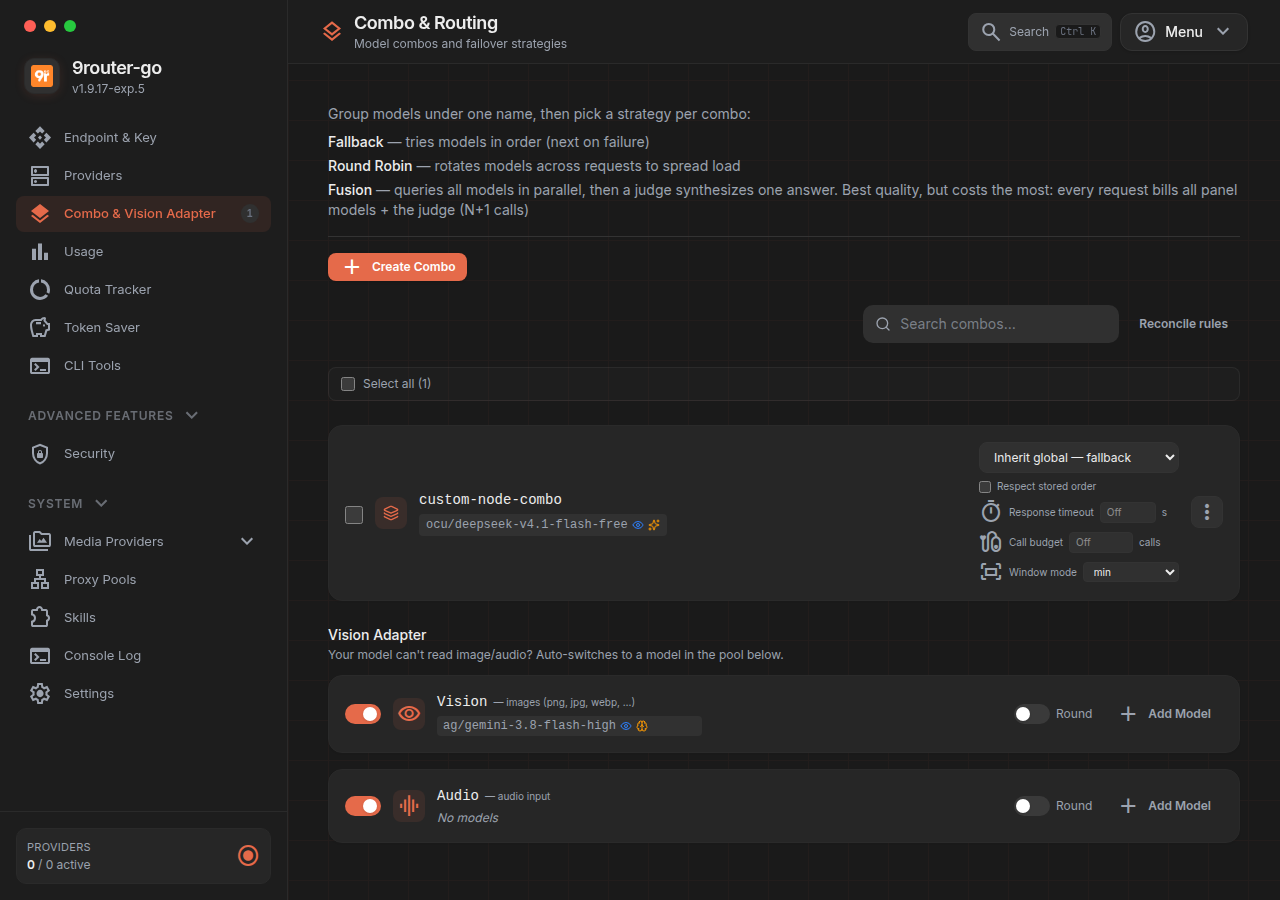 9router-go
v1.9.17-exp.5
Endpoint & Key
Providers
Combo & Vision Adapter 1
Usage
Quota Tracker
Token Saver
CLI Tools
ADVANCED FEATURES
Security
SYSTEM
Media Providers
Proxy Pools
Skills
Console Log
Settings
PROVIDERS
0 / 0 active
Combo & Routing
Model combos and failover strategies
Search Ctrl K
Menu
Group models under one name, then pick a strategy per combo:
Fallback — tries models in order (next on failure)
Round Robin — rotates models across requests to spread load
Fusion — queries all models in parallel, then a judge synthesizes one answer. Best quality, but costs the most: every request bills all panel
models + the judge (N+1 calls)
Create Combo
Search combos...
Reconcile rules
Select all (1)
custom-node-combo
ocu/deepseek-v4.1-flash-free
Inherit global — fallback
Respect stored order
Response timeout Off s
Call budget Off calls
Window mode min
Vision Adapter
Your model can't read image/audio? Auto-switches to a model in the pool below.
Vision — images (png, jpg, webp, ...)
ag/gemini-3.8-flash-high
Round
Add Model
Audio — audio input
No models
Round
Add Model